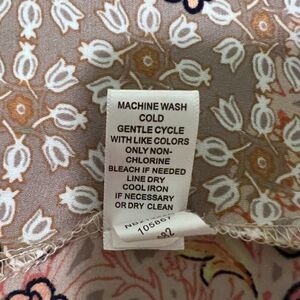 MACHINE WASH
COLD
GENTLE CYCLE
WITH LIKE COLORS
ONLY NON-
CHLORINE
BLEACH IF NEEDED
LINE DRY
COOL IRON
IF NECESSARY
OR DRY CLEAN
105867